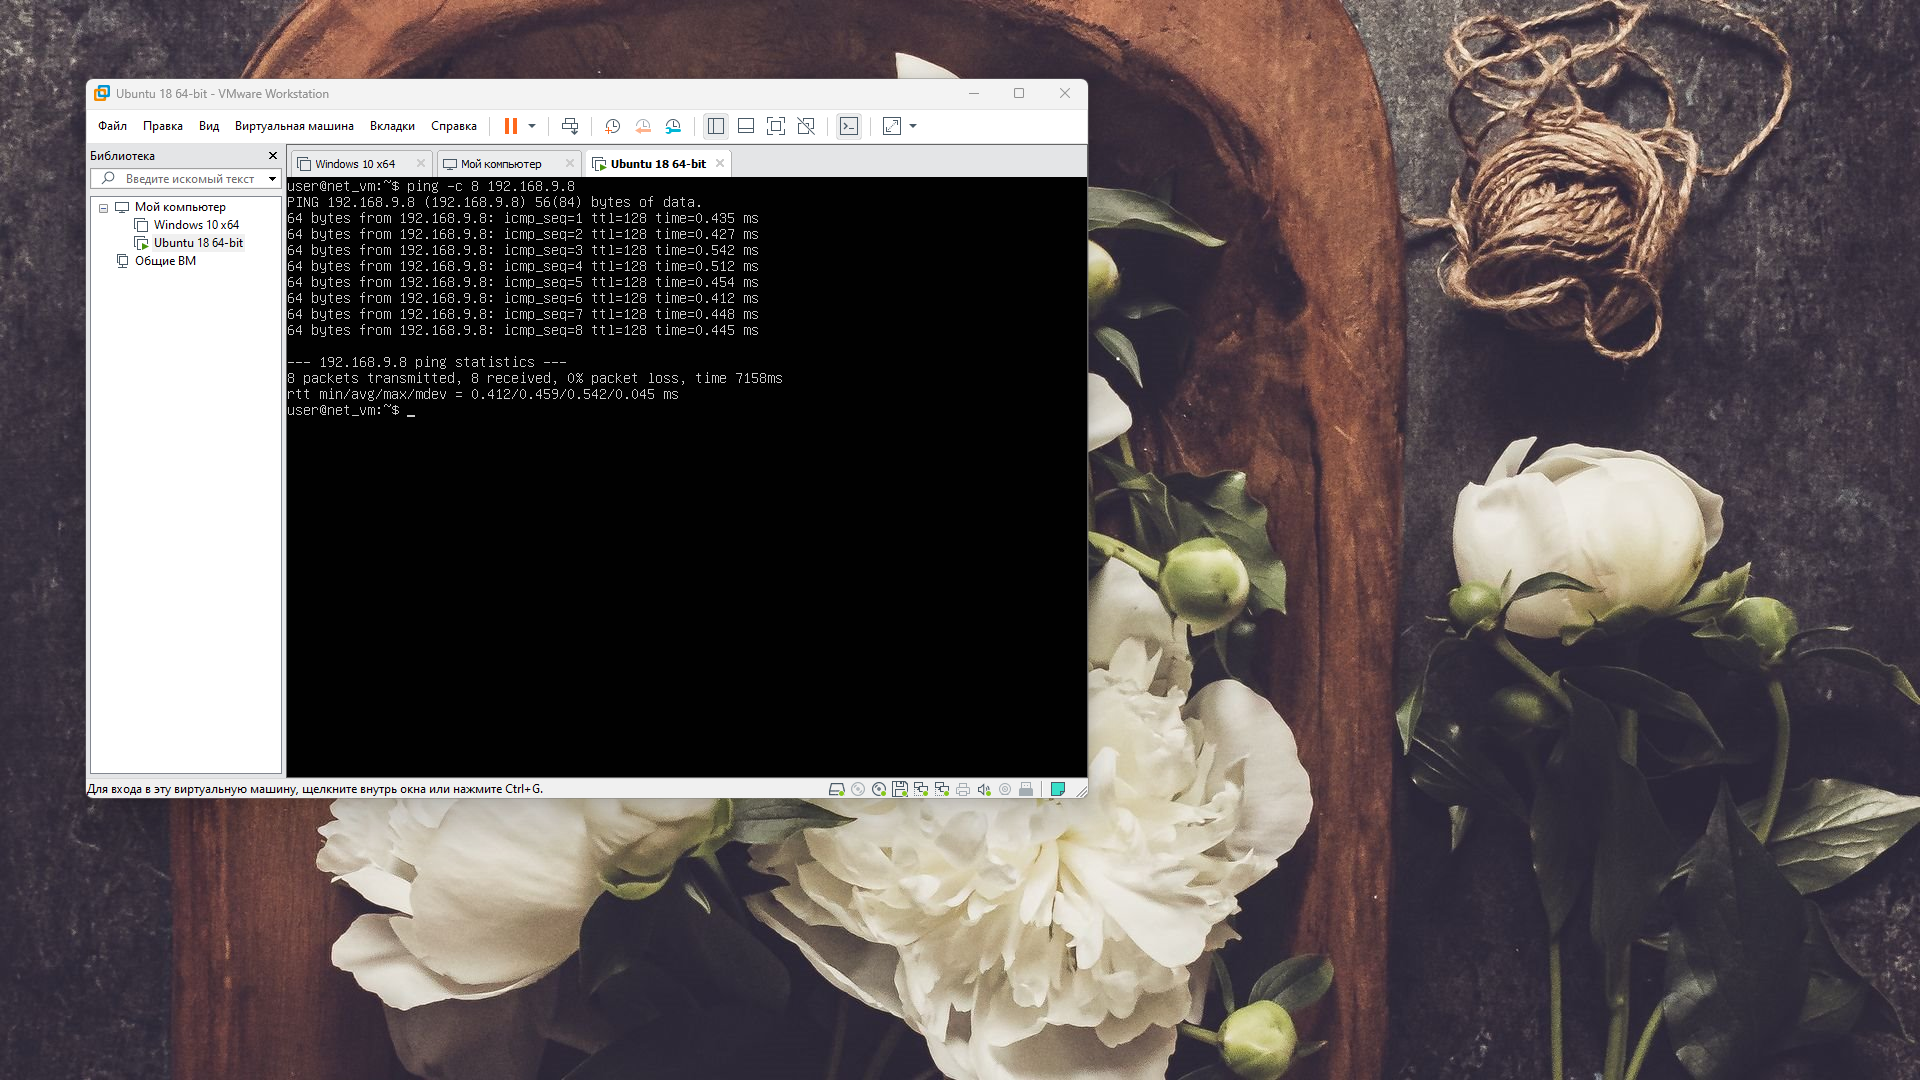 Ubuntu 18 64-bit - VMware Workstation
Файл Правка Вид Виртуальная машина Вкладки Справка
Библиотека
Введите искомый текст
Мой компьютер
Windows 10 x64
Ubuntu 18 64-bit
Общие ВМ
Windows 10 x64 Мой компьютер Ubuntu 18 64-bit
user@net_vm:~$ ping -c 8 192.168.9.8
PING 192.168.9.8 (192.168.9.8) 56(84) bytes of data.
64 bytes from 192.168.9.8: icmp_seq=1 ttl=128 time=0.435 ms
64 bytes from 192.168.9.8: icmp_seq=2 ttl=128 time=0.427 ms
64 bytes from 192.168.9.8: icmp_seq=3 ttl=128 time=0.542 ms
64 bytes from 192.168.9.8: icmp_seq=4 ttl=128 time=0.512 ms
64 bytes from 192.168.9.8: icmp_seq=5 ttl=128 time=0.454 ms
64 bytes from 192.168.9.8: icmp_seq=6 ttl=128 time=0.412 ms
64 bytes from 192.168.9.8: icmp_seq=7 ttl=128 time=0.448 ms
64 bytes from 192.168.9.8: icmp_seq=8 ttl=128 time=0.445 ms
--- 192.168.9.8 ping statistics ---
8 packets transmitted, 8 received, 0% packet loss, time 7158ms
rtt min/avg/max/mdev = 0.412/0.459/0.542/0.045 ms
user@net_vm:~$ _
Для входа в эту виртуальную машину, щелкните внутрь окна или нажмите Ctrl+G.